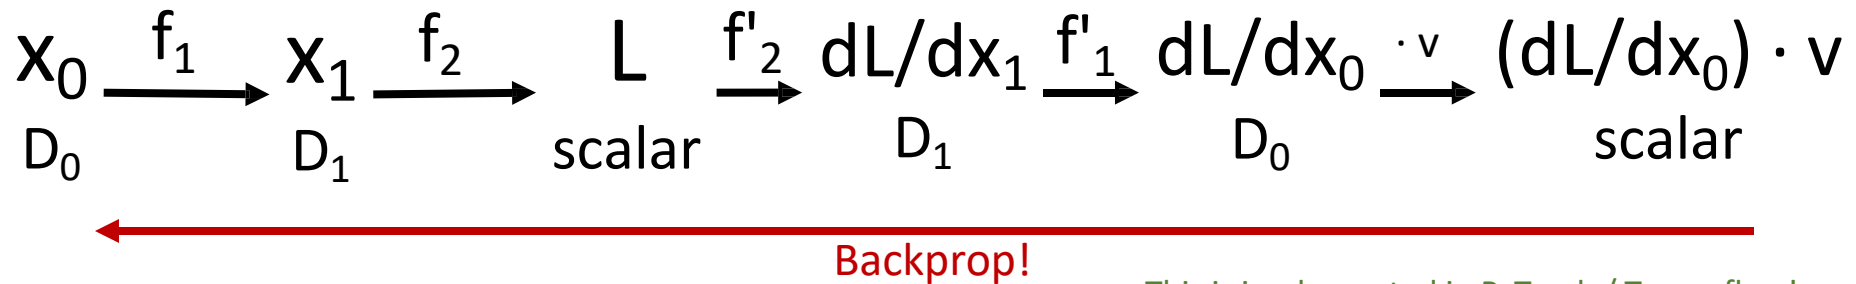 x₀ f₁ x₁ f₂ L f'₂ dL/dx₁ f'₁ dL/dx₀ · v (dL/dx₀) · v
D₀ D₁ scalar D₁ D₀ scalar
Backprop!